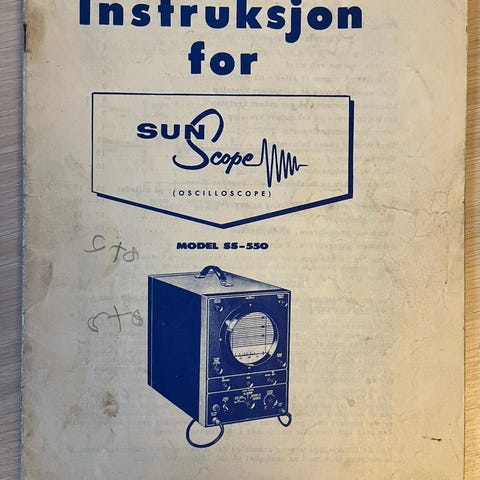 Instruksjon
for
SUN Scope
(OSCILLOSCOPE)
MODEL SS-550